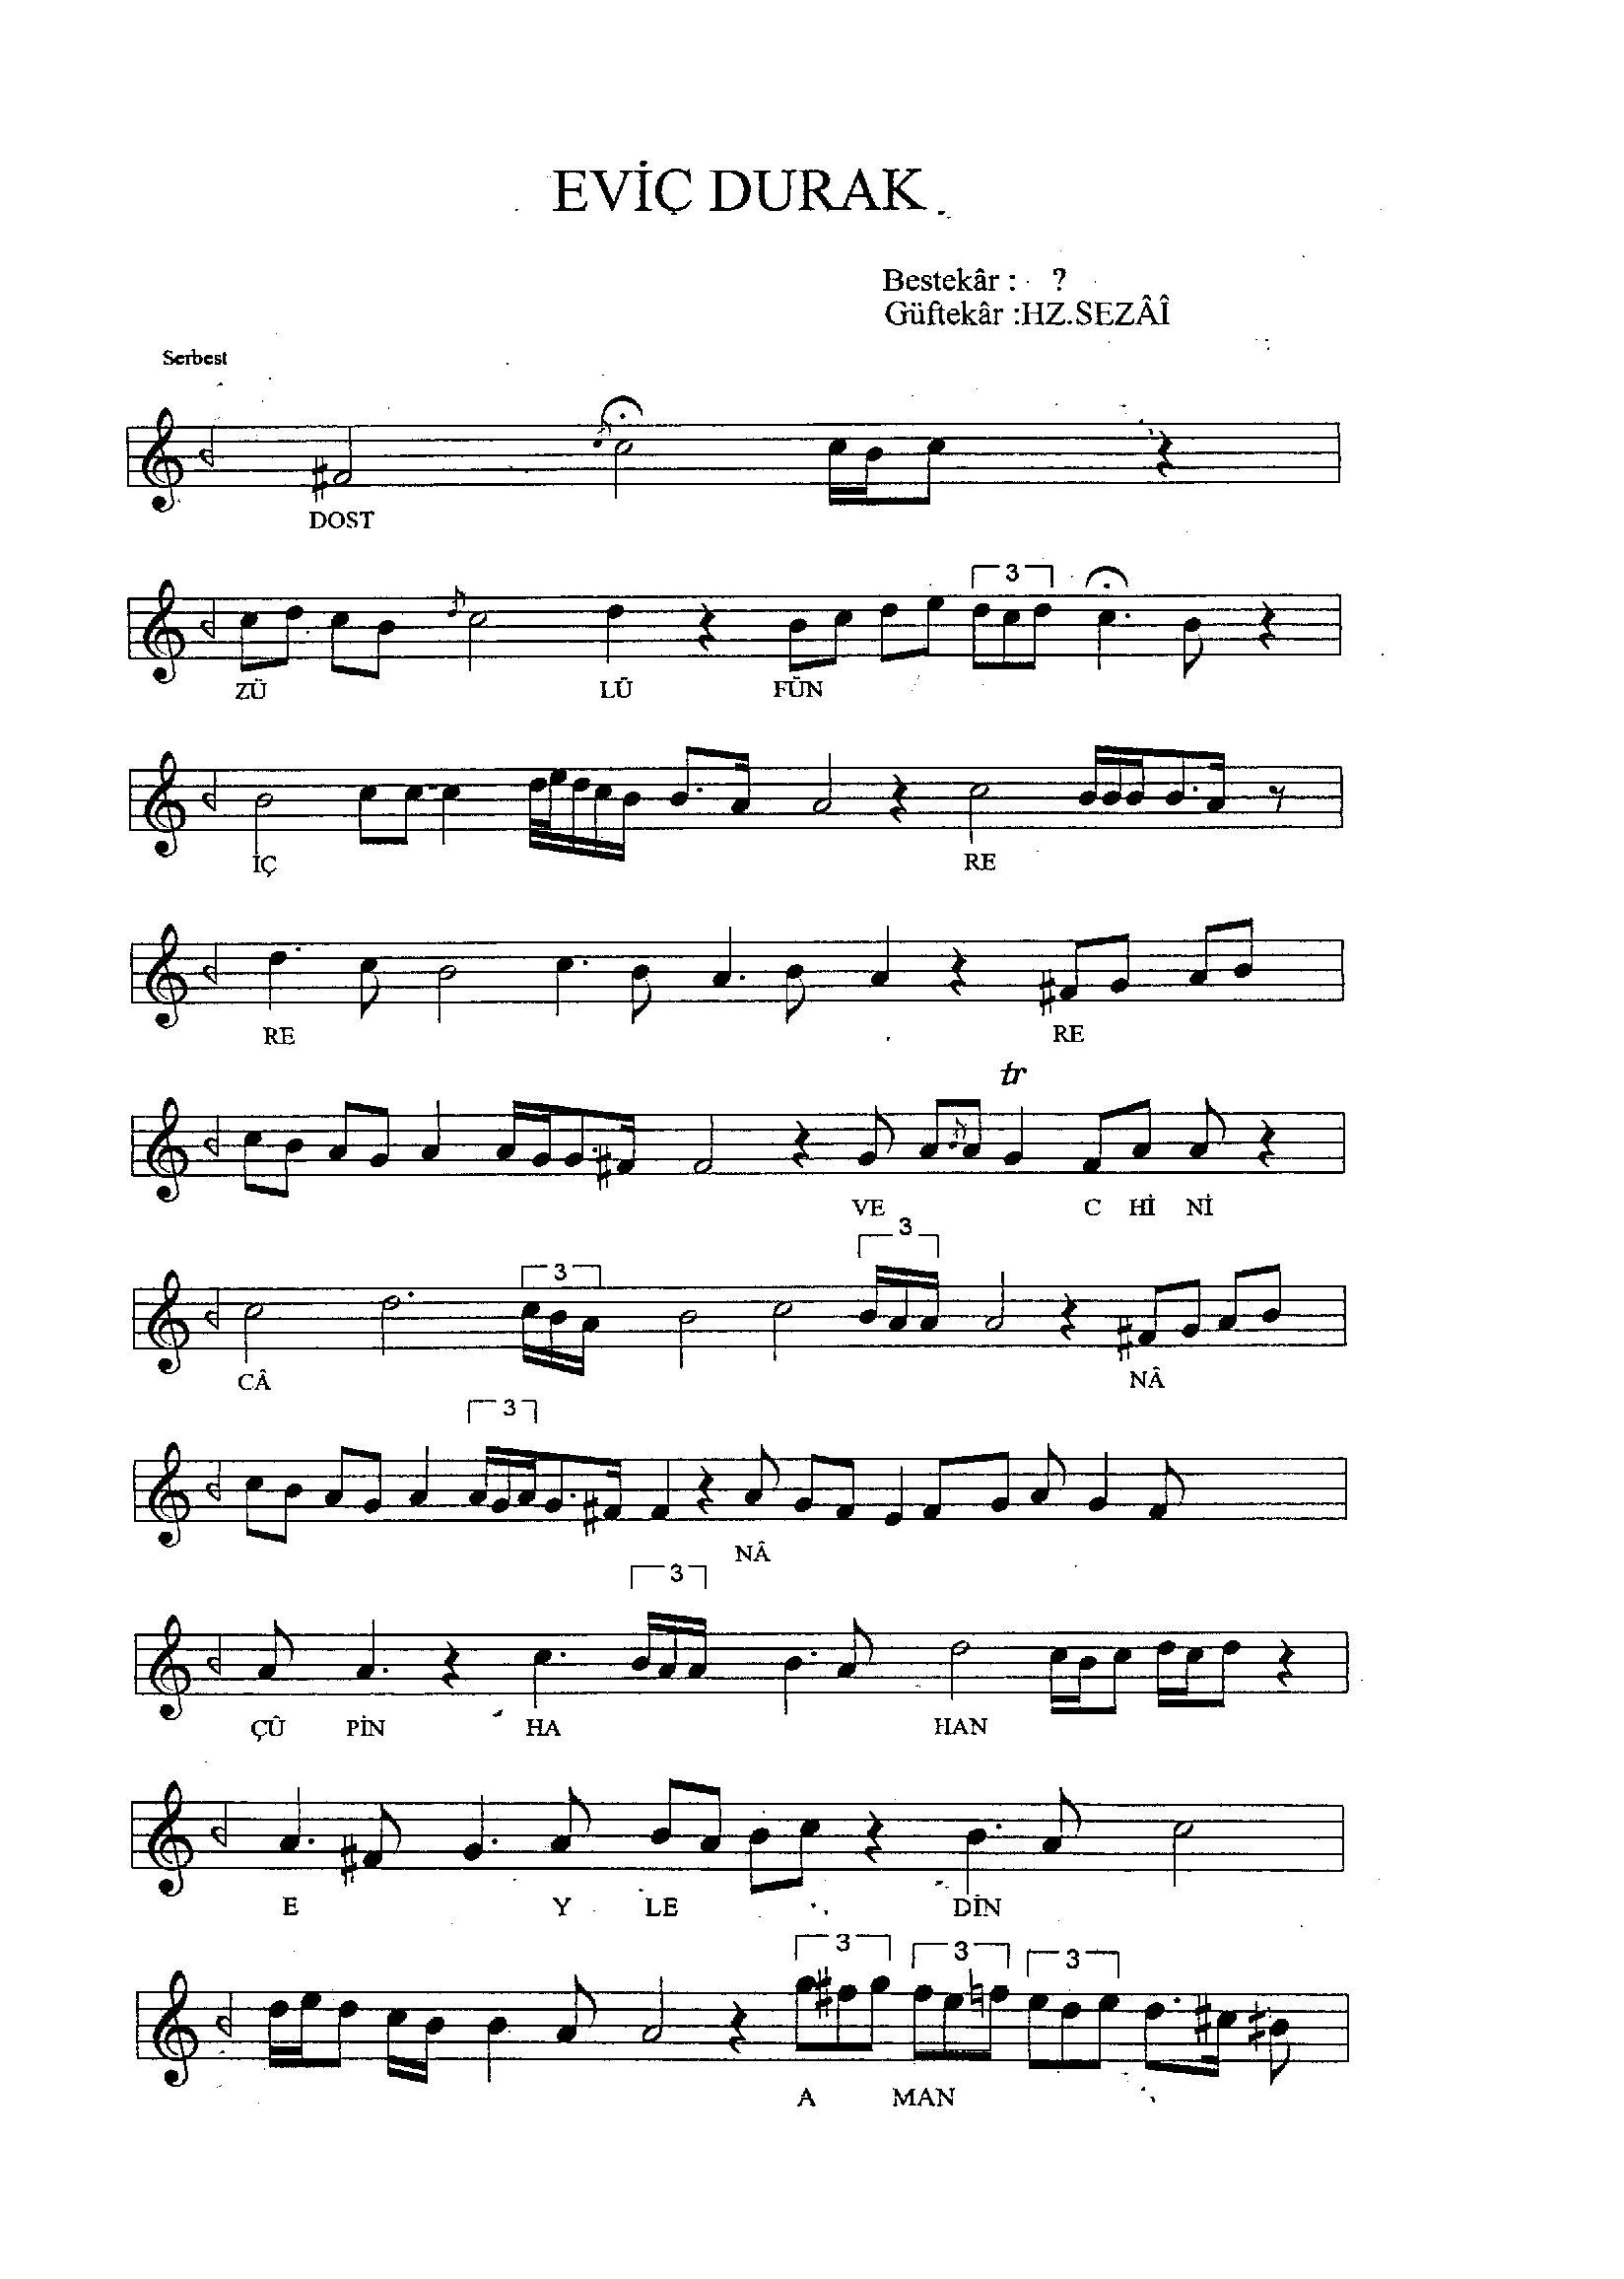 EVİÇ DURAK
Bestekâr : ?
Güftekâr :HZ.SEZÂÎ
Serbest
DOST
3
ZÜ LÜ FÜN
İÇ RE
RE RE
tr
VE C Hİ Nİ
3 3
CÂ NÂ
3
NÂ
3
ÇÛ PİN HA HAN
E Y LE DİN
3 3 3
A MAN